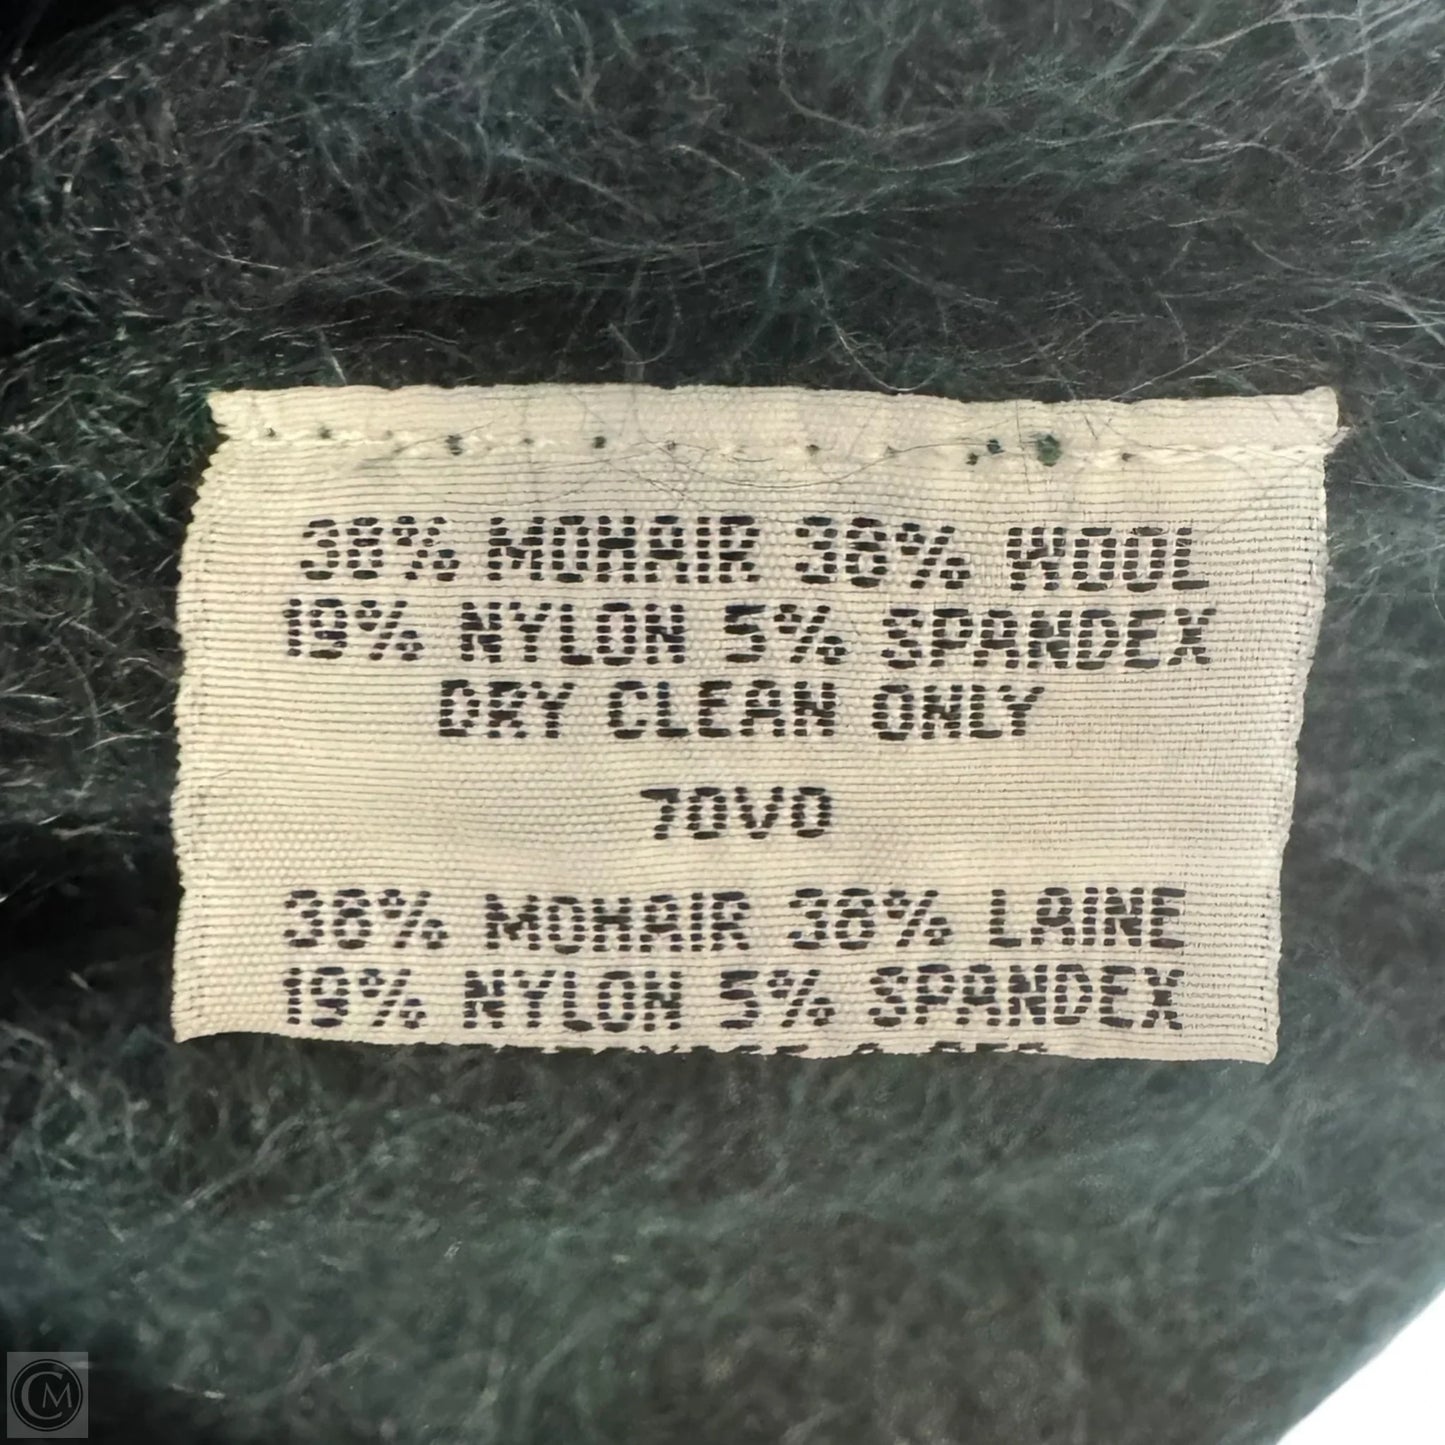 38% MOHAIR 38% WOOL
19% NYLON 5% SPANDEX
DRY CLEAN ONLY
70V0
38% MOHAIR 38% LAINE
19% NYLON 5% SPANDEX
CM